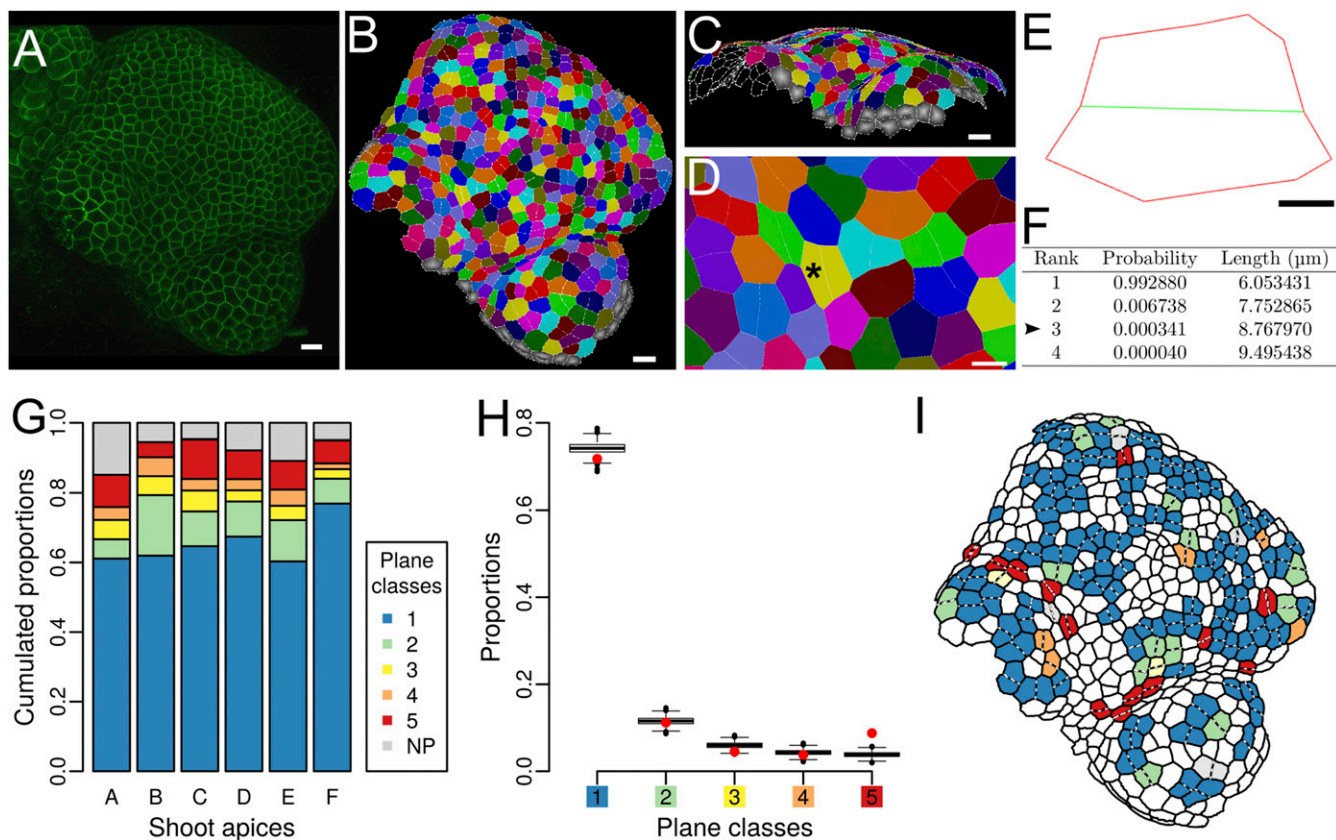 A
B
C
D
*
E
F
Rank Probability Length (µm)
1 0.992880 6.053431
2 0.006738 7.752865
3 0.000341 8.767970
4 0.000040 9.495438
G
Cumulated proportions
1.0
0.8
0.6
0.4
0.2
0.0
A B C D E F
Shoot apices
Plane
classes
1
2
3
4
5
NP
H
Proportions
0.8
0.6
0.4
0.2
0.0
1 2 3 4 5
Plane classes
I